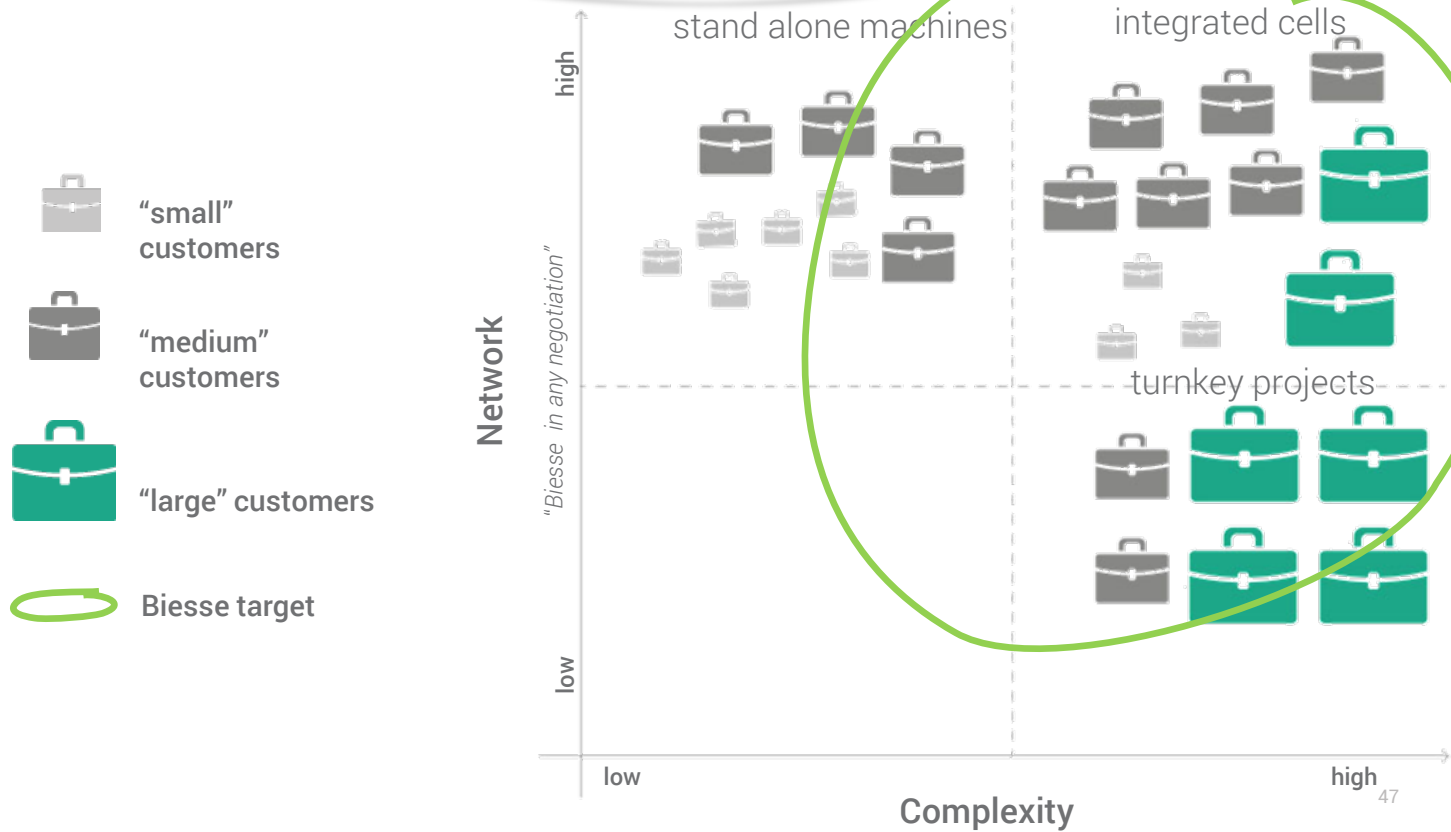 stand alone machines
integrated cells
high
“small”
customers
“medium”
customers
“large” customers
Biesse target
Network
“Biesse in any negotiation”
turnkey projects
low
low
high
Complexity
47